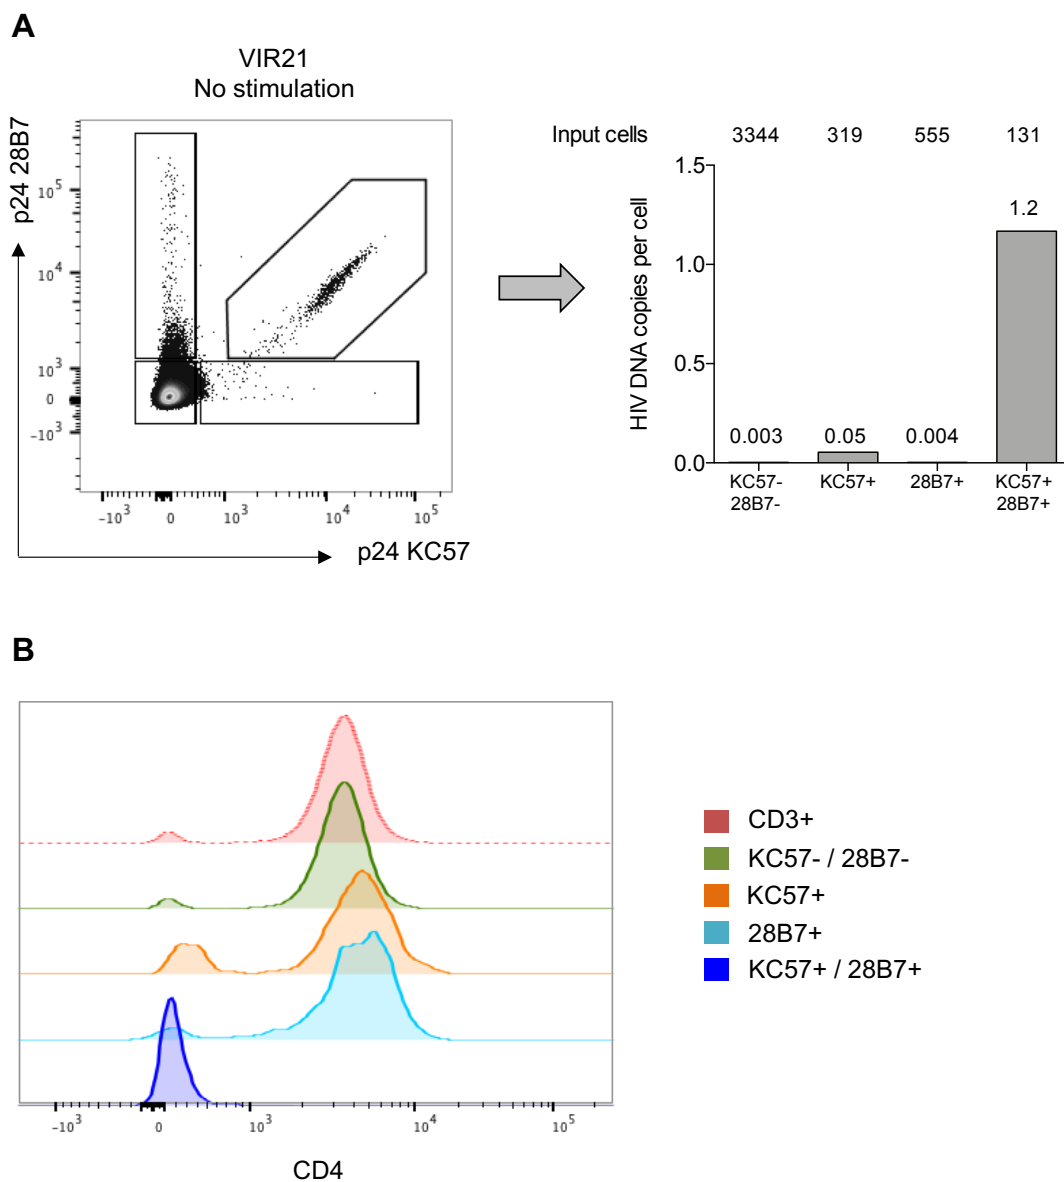 A
VIR21
No stimulation
p24 28B7
10^5
10^4
10^3
0
-10^3
-10^3 0 10^3 10^4 10^5
p24 KC57
Input cells 3344 319 555 131
HIV DNA copies per cell
1.5
1.0
0.5
0.0
0.003 0.05 0.004 1.2
KC57- KC57+ 28B7+ KC57+
28B7- 28B7+
B
CD3+
KC57- / 28B7-
KC57+
28B7+
KC57+ / 28B7+
-10^3 0 10^3 10^4 10^5
CD4